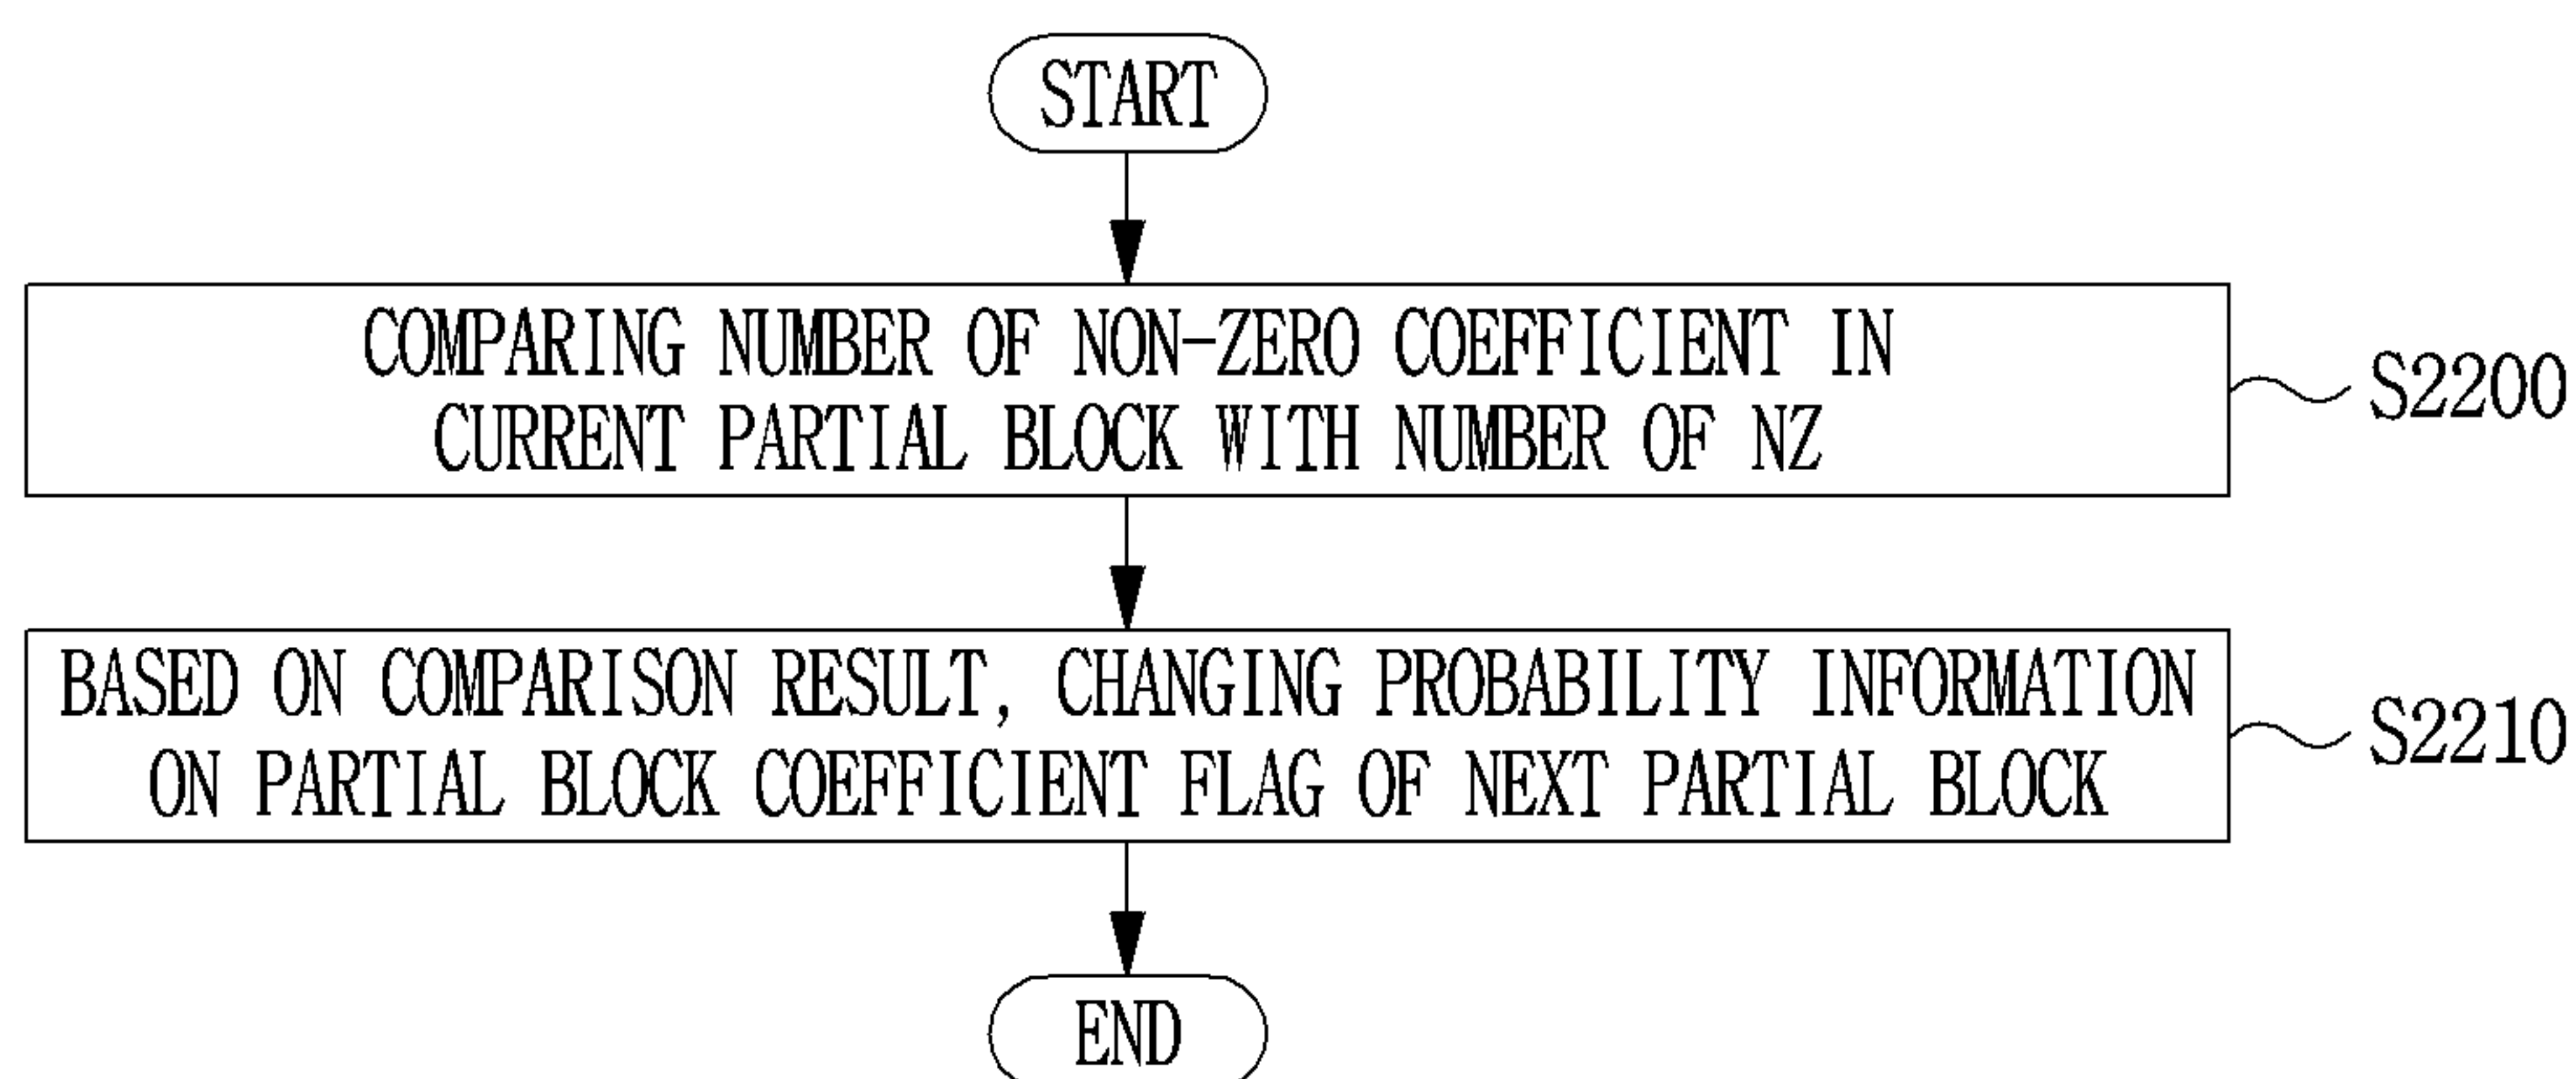 START
COMPARING NUMBER OF NON-ZERO COEFFICIENT IN
CURRENT PARTIAL BLOCK WITH NUMBER OF NZ
S2200
BASED ON COMPARISON RESULT, CHANGING PROBABILITY INFORMATION
ON PARTIAL BLOCK COEFFICIENT FLAG OF NEXT PARTIAL BLOCK
S2210
END